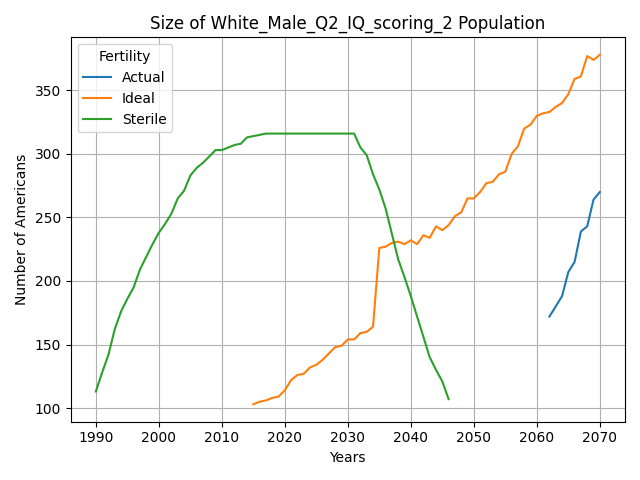 Size of White_Male_Q2_IQ_scoring_2 Population
Fertility
Actual
Ideal
Sterile
Number of Americans
350
300
250
200
150
100
1990 2000 2010 2020 2030 2040 2050 2060 2070
Years